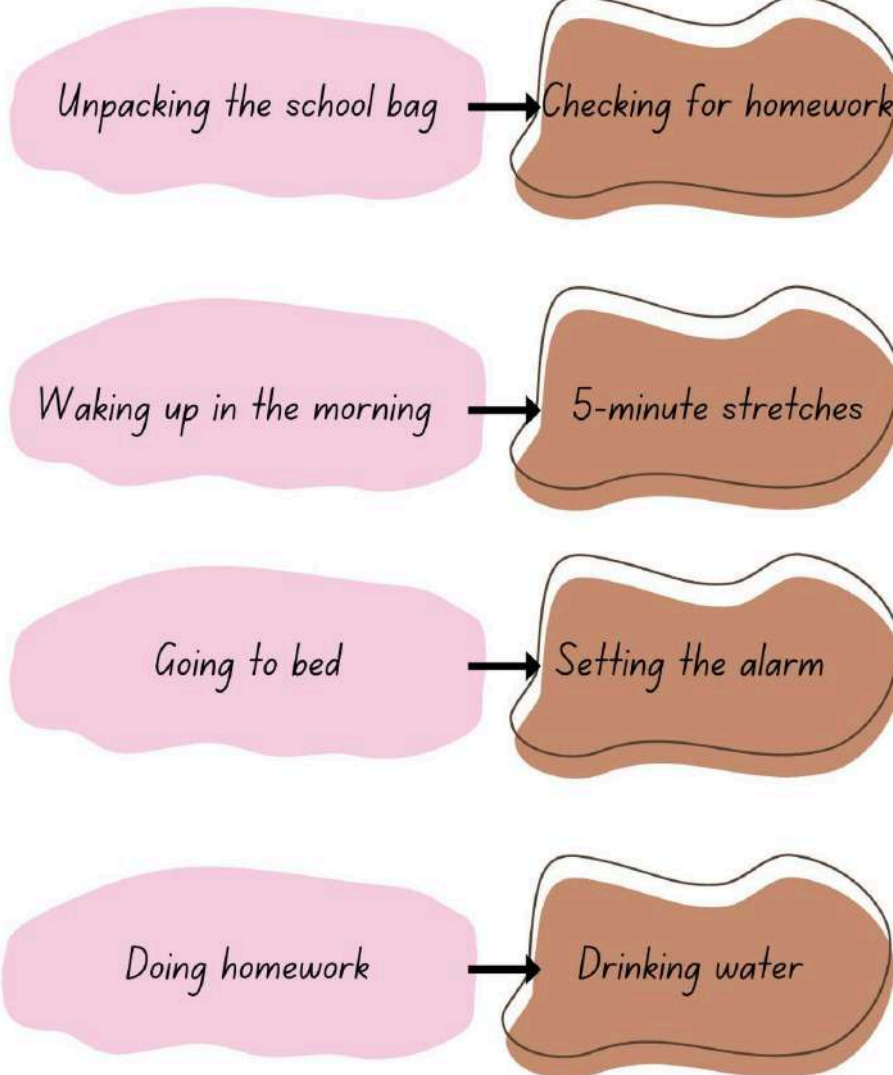 Unpacking the school bag Checking for homework
Waking up in the morning 5-minute stretches
Going to bed Setting the alarm
Doing homework Drinking water